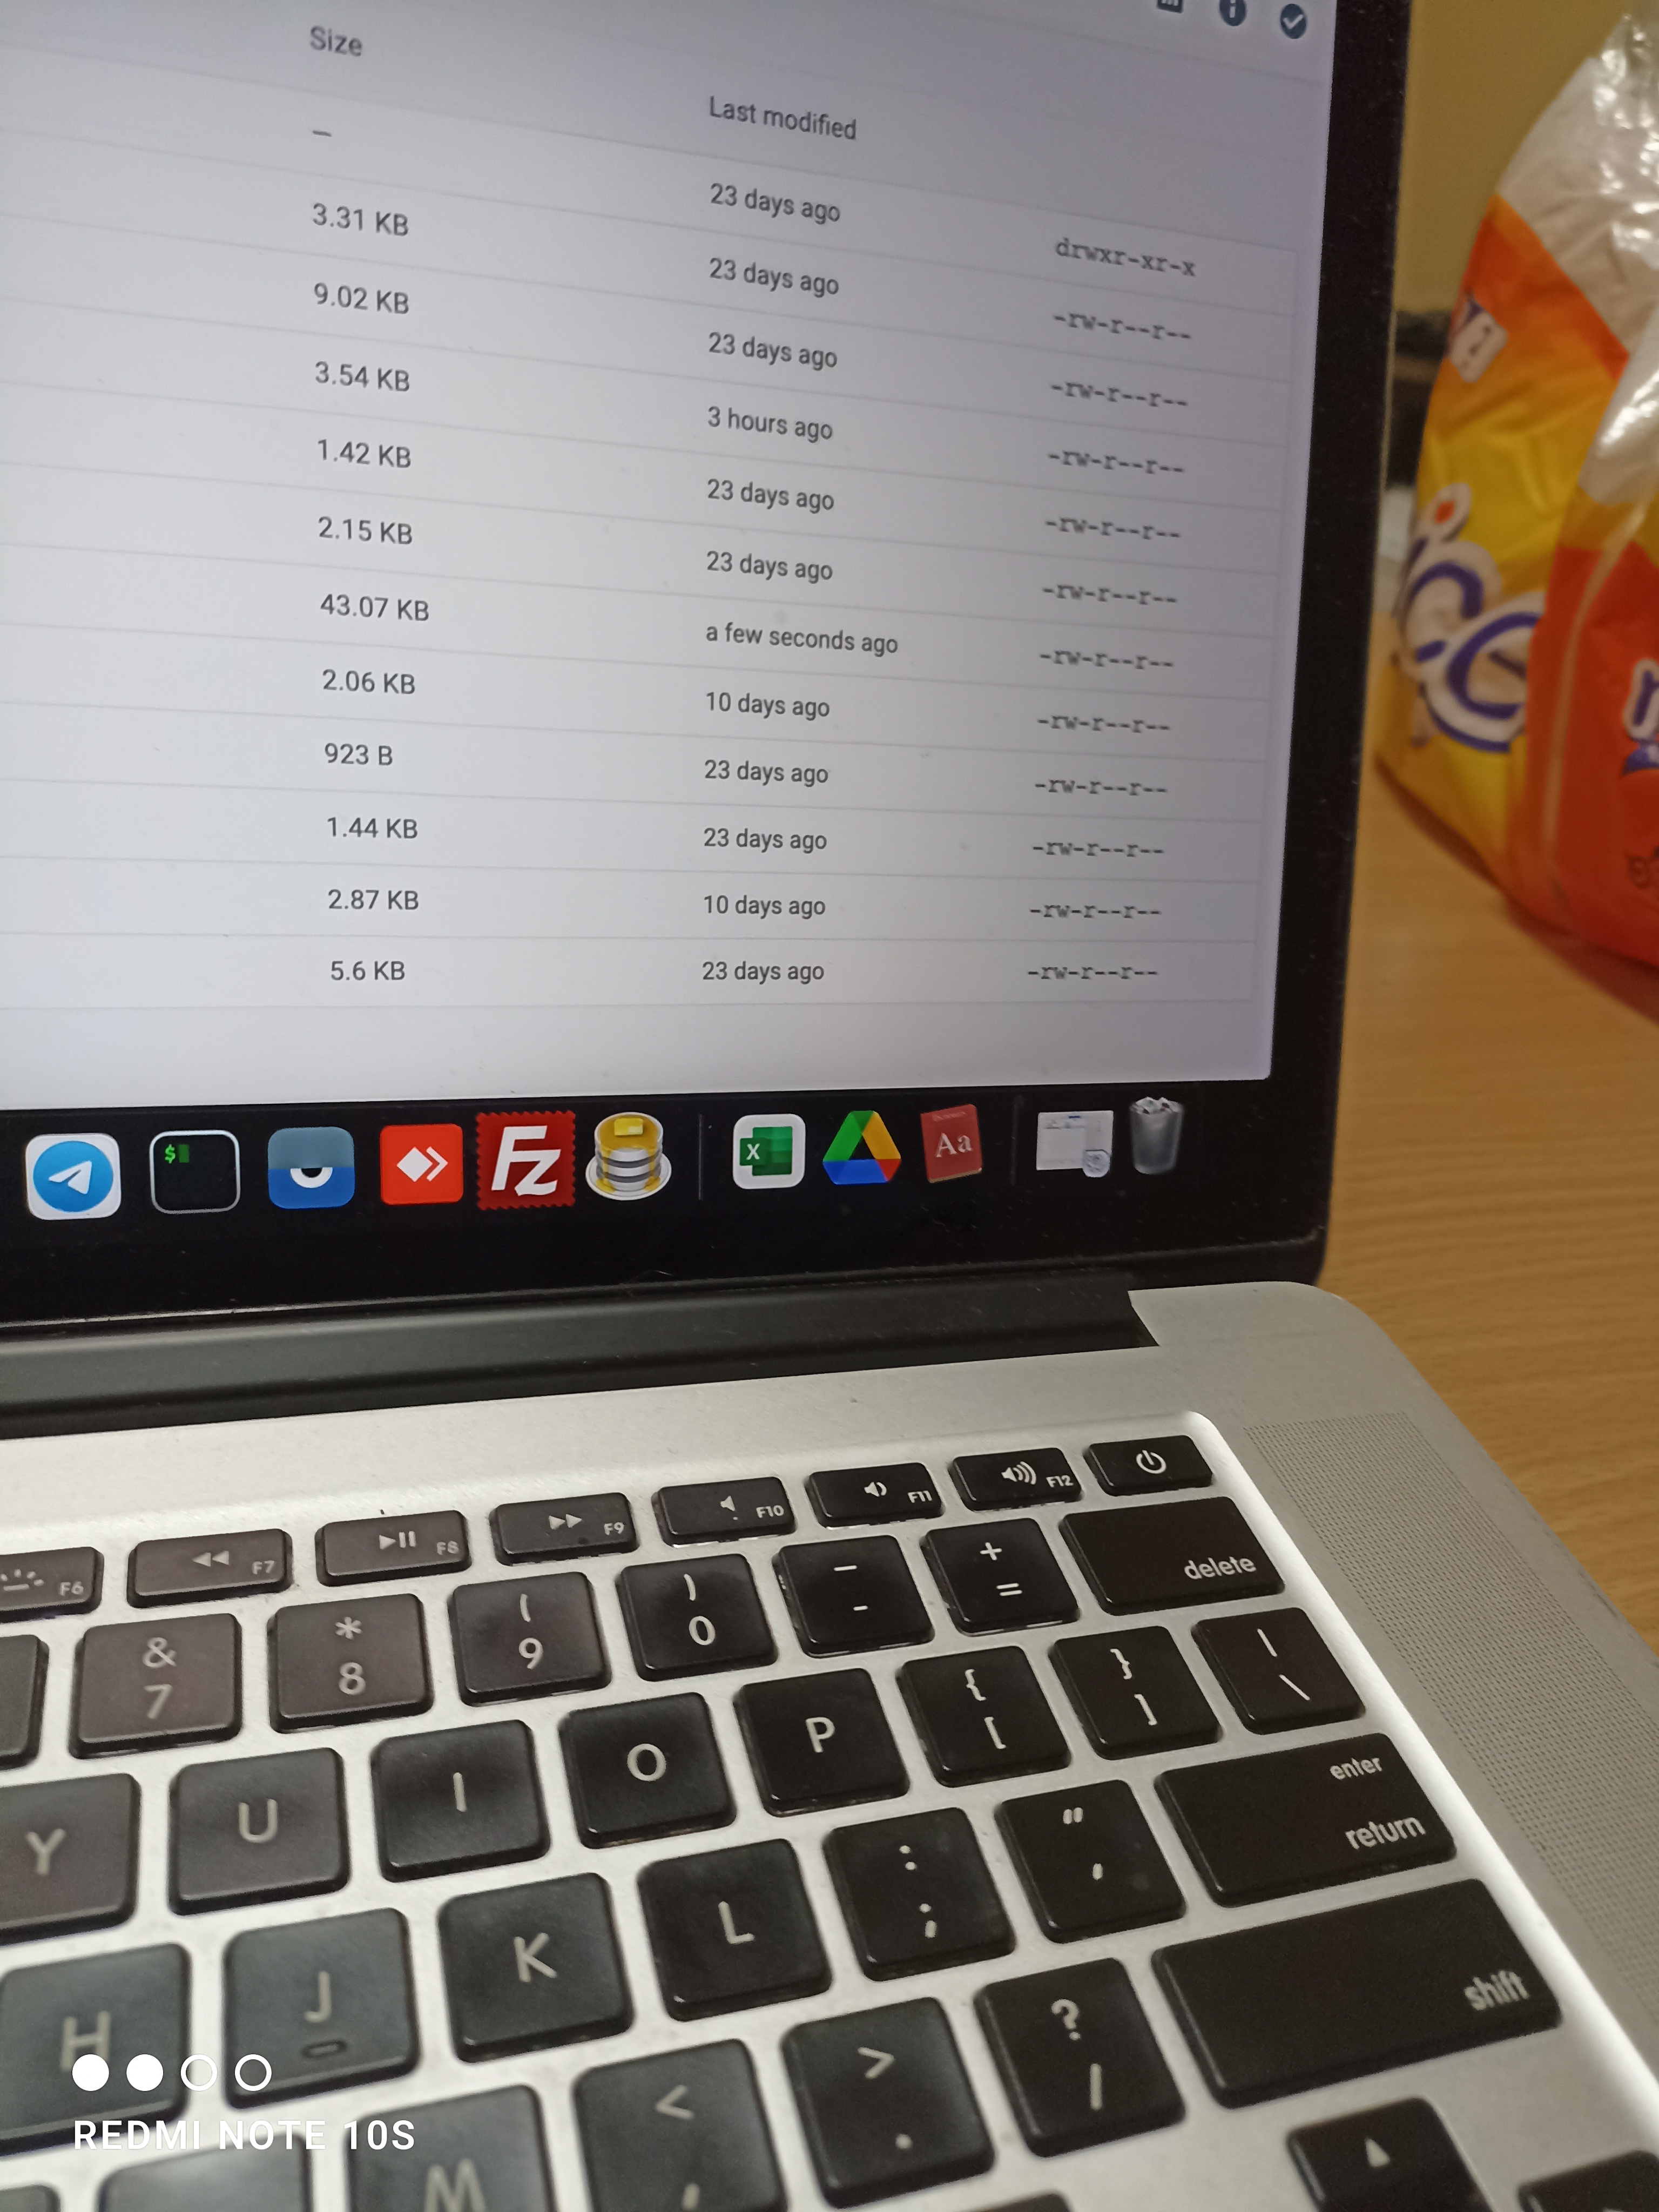 Size
Last modified
–
23 days ago
drwxr-xr-x
3.31 KB
23 days ago
-rw-r--r--
9.02 KB
23 days ago
-rw-r--r--
3.54 KB
3 hours ago
-rw-r--r--
1.42 KB
23 days ago
-rw-r--r--
2.15 KB
23 days ago
-rw-r--r--
43.07 KB
a few seconds ago
-rw-r--r--
2.06 KB
10 days ago
-rw-r--r--
923 B
23 days ago
-rw-r--r--
1.44 KB
23 days ago
-rw-r--r--
2.87 KB
10 days ago
-rw-r--r--
5.6 KB
23 days ago
-rw-r--r--
$
Fz
X
Aa
F6 F7 F8 F9 F10 F11 F12
& 7 * 8 ( 9 ) 0 – - + = delete
Y U I O P { [ } ] | \
enter
return
H J K L : ; " '
shift
M < , > . ? /
REDMI NOTE 10S